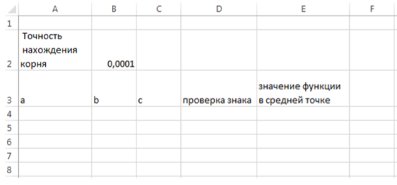 A B C D E F
1
Точность
нахождения
2 корня 0,0001
значение функции
3 a b c проверка знака в средней точке
4
5
6
7
8